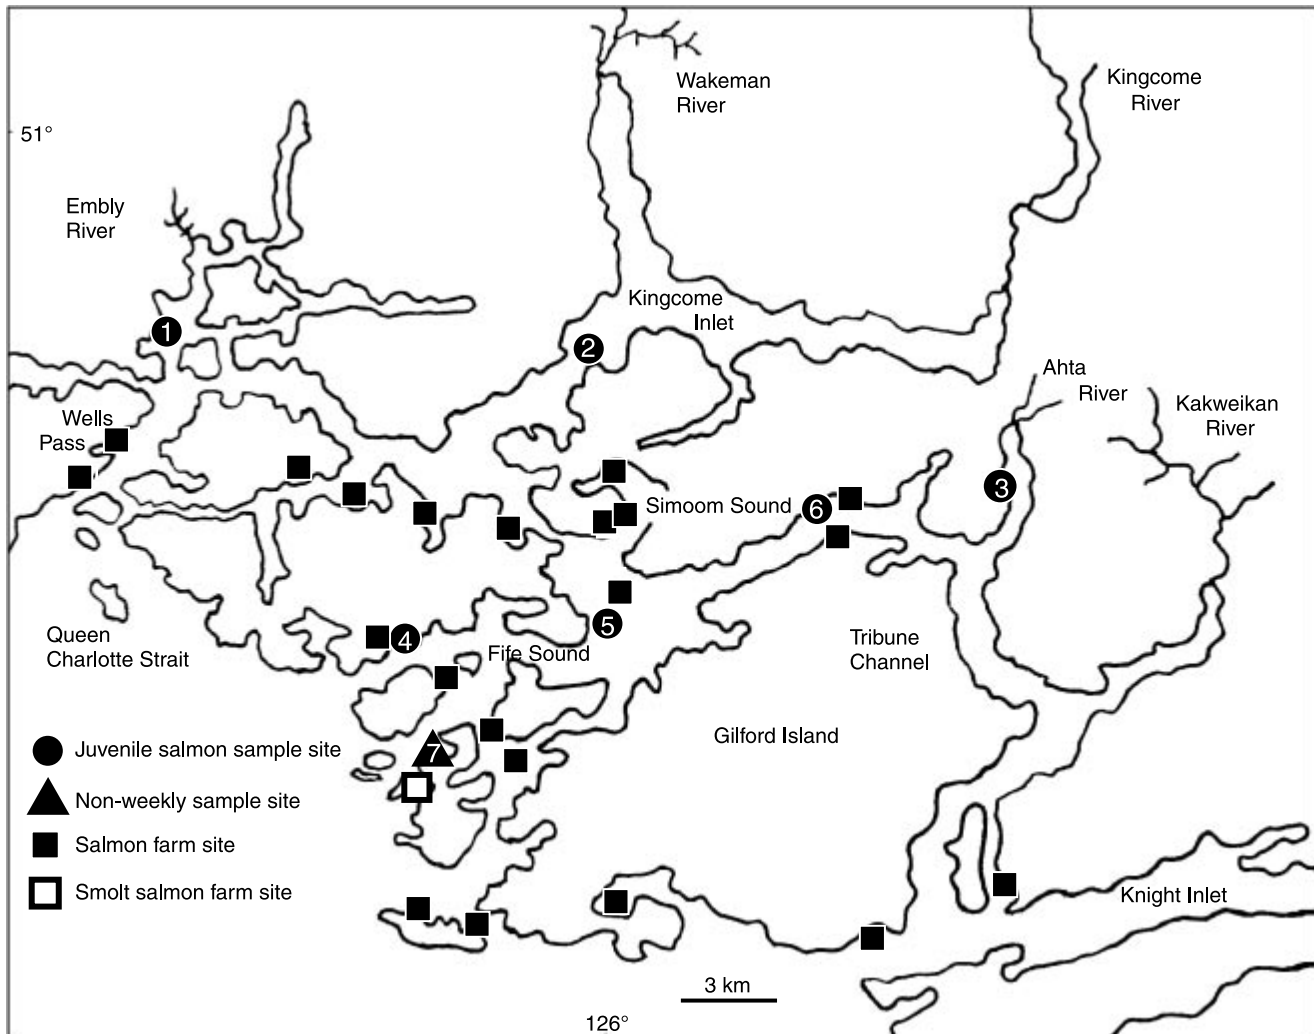 Wakeman
River
Kingcome
River
51°
Embly
River
Kingcome
Inlet
1
2
Ahta
River
Kakweikan
River
Wells
Pass
3
Simoom Sound
6
Queen
Charlotte Strait
4
5
Fife Sound
Tribune
Channel
Gilford Island
7
Juvenile salmon sample site
Non-weekly sample site
Salmon farm site
Smolt salmon farm site
Knight Inlet
3 km
126°